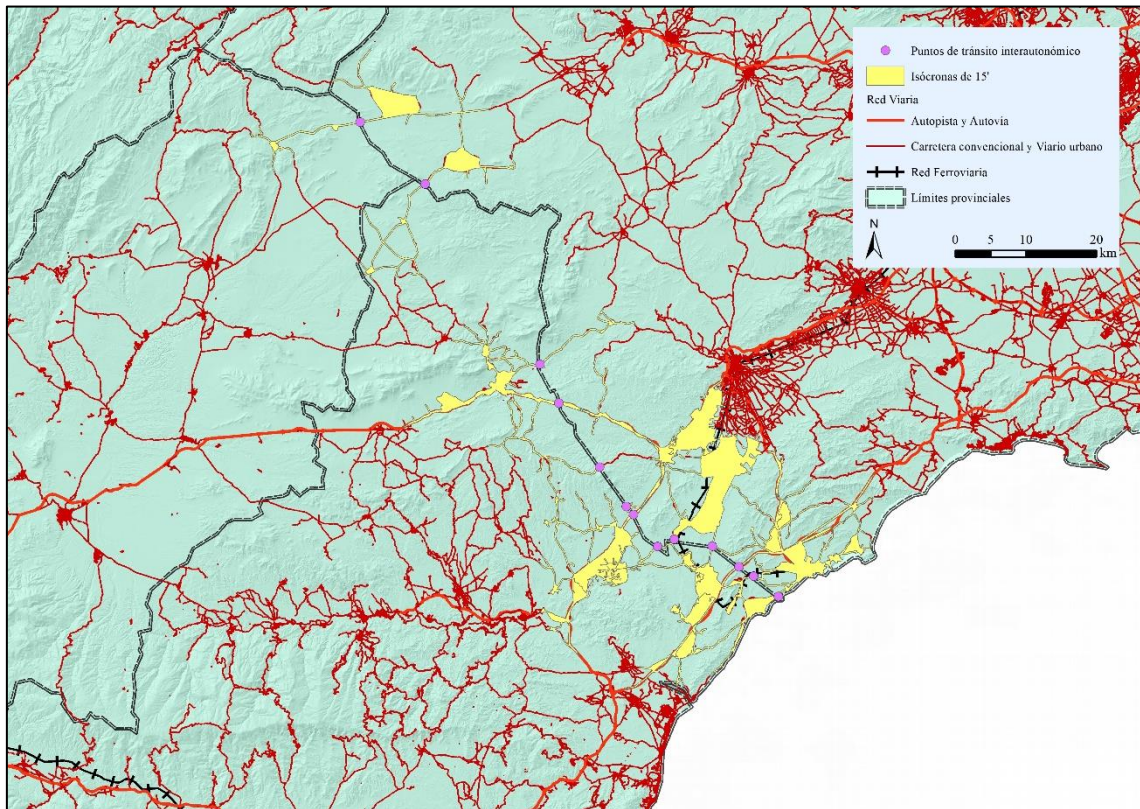 Puntos de tránsito interautonómico
Isócronas de 15'
Red Viaria
Autopista y Autovía
Carretera convencional y Viario urbano
Red Ferroviaria
Límites provinciales
N
0 5 10 20
km